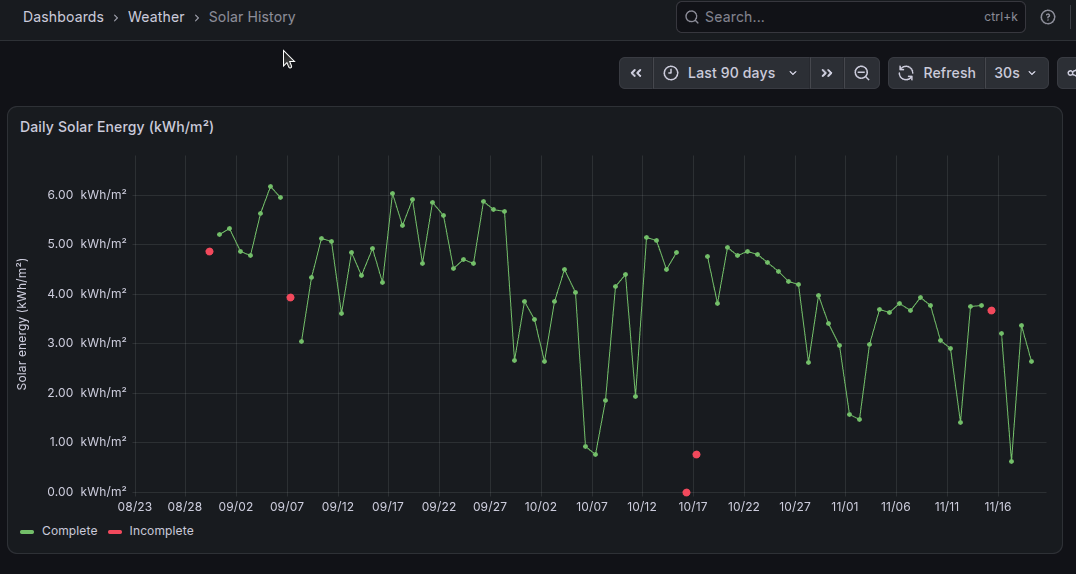 Dashboards › Weather › Solar History
Search... ctrl+k
Last 90 days Refresh 30s
Daily Solar Energy (kWh/m²)
Solar energy (kWh/m²)
6.00 kWh/m²
5.00 kWh/m²
4.00 kWh/m²
3.00 kWh/m²
2.00 kWh/m²
1.00 kWh/m²
0.00 kWh/m²
08/23 08/28 09/02 09/07 09/12 09/17 09/22 09/27 10/02 10/07 10/12 10/17 10/22 10/27 11/01 11/06 11/11 11/16
Complete Incomplete